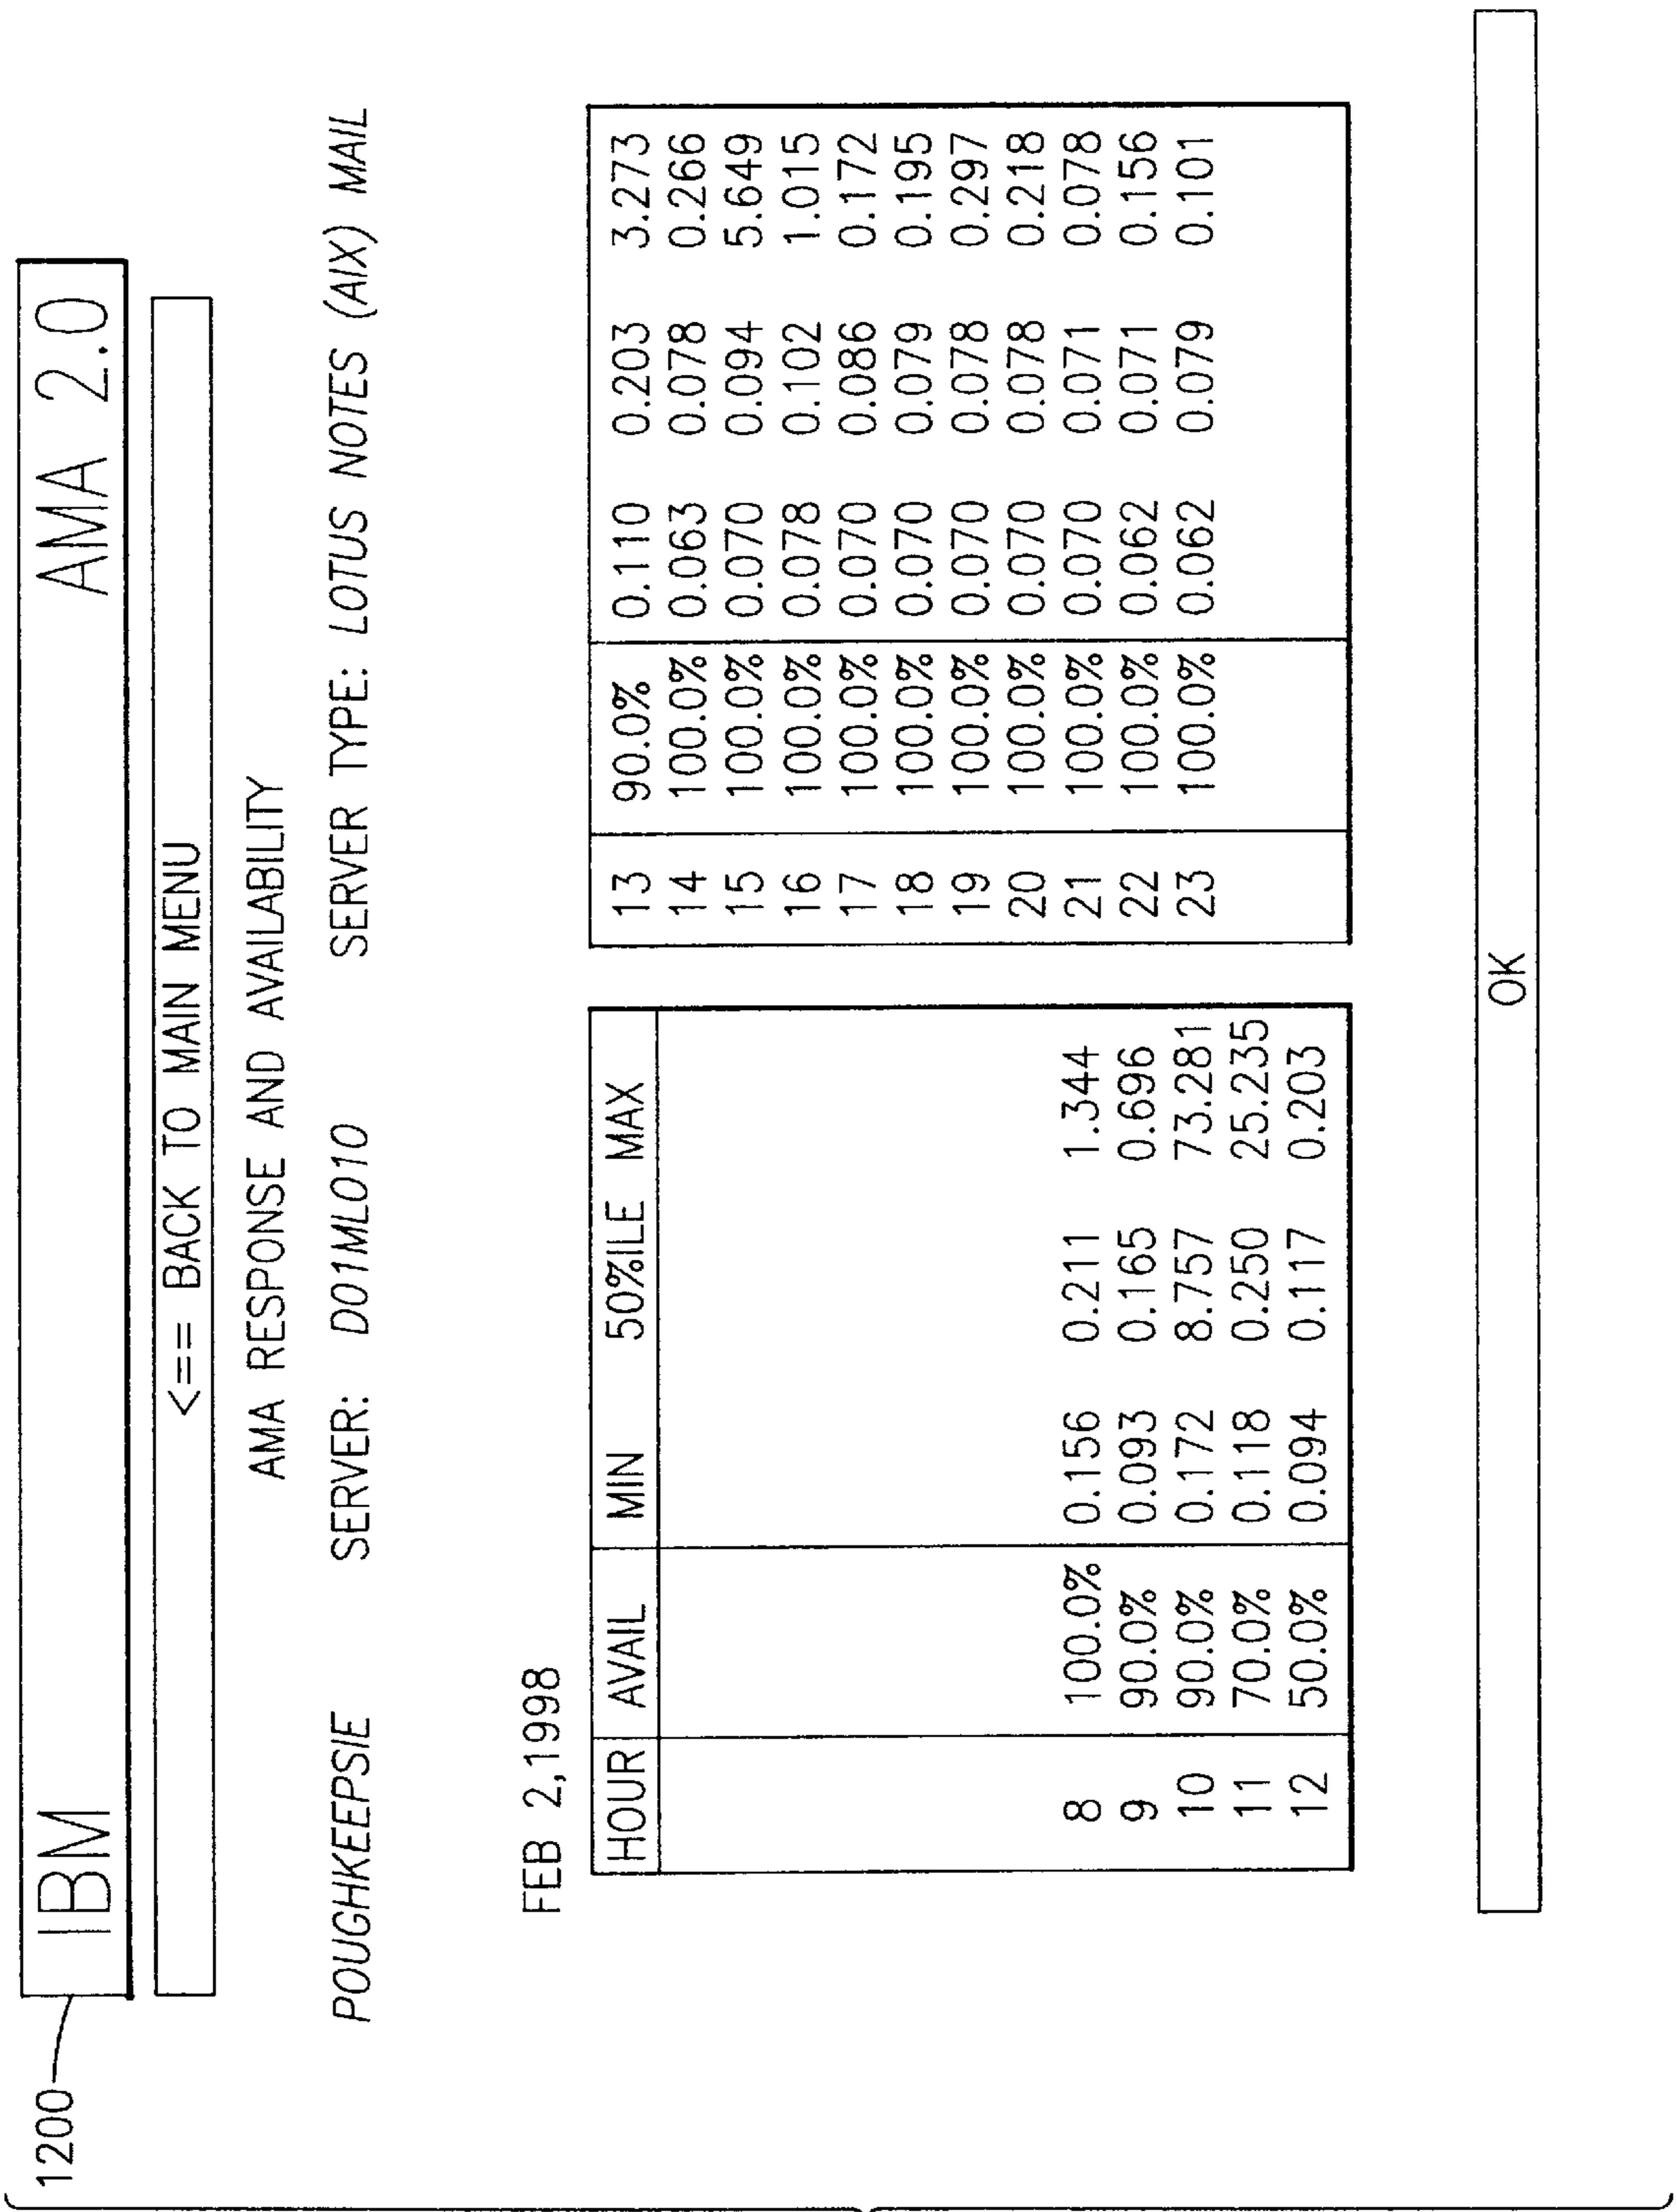 1200
IBM AMA 2.0
<== BACK TO MAIN MENU
AMA RESPONSE AND AVAILABILITY
POUGHKEEPSIE SERVER: D01ML010 SERVER TYPE: LOTUS NOTES (AIX) MAIL
FEB 2,1998
HOUR AVAIL MIN 50%ILE MAX
8 100.0% 0.156 0.211 1.344
9 90.0% 0.093 0.165 0.696
10 90.0% 0.172 8.757 73.281
11 70.0% 0.118 0.250 25.235
12 50.0% 0.094 0.117 0.203
13 90.0% 0.110 0.203 3.273
14 100.0% 0.063 0.078 0.266
15 100.0% 0.070 0.094 5.649
16 100.0% 0.078 0.102 1.015
17 100.0% 0.070 0.086 0.172
18 100.0% 0.070 0.079 0.195
19 100.0% 0.070 0.078 0.297
20 100.0% 0.070 0.078 0.218
21 100.0% 0.070 0.071 0.078
22 100.0% 0.062 0.071 0.156
23 100.0% 0.062 0.079 0.101
OK